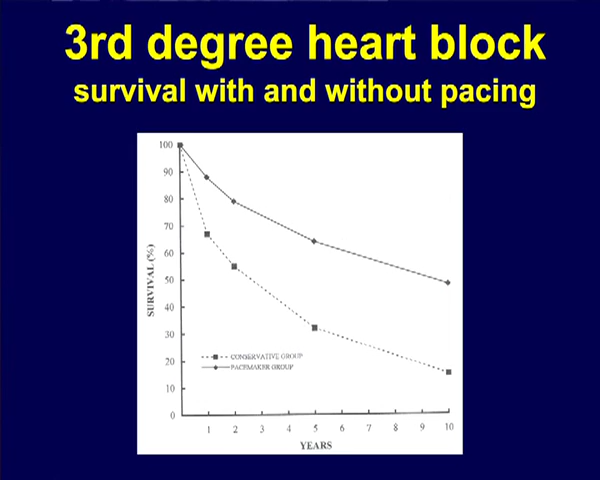 3rd degree heart block
survival with and without pacing
100
90
80
70
60
50
40
30
20
10
0
SURVIVAL (%)
CONSERVATIVE GROUP
PACEMAKER GROUP
1 2 3 4 5 6 7 8 9 10
YEARS